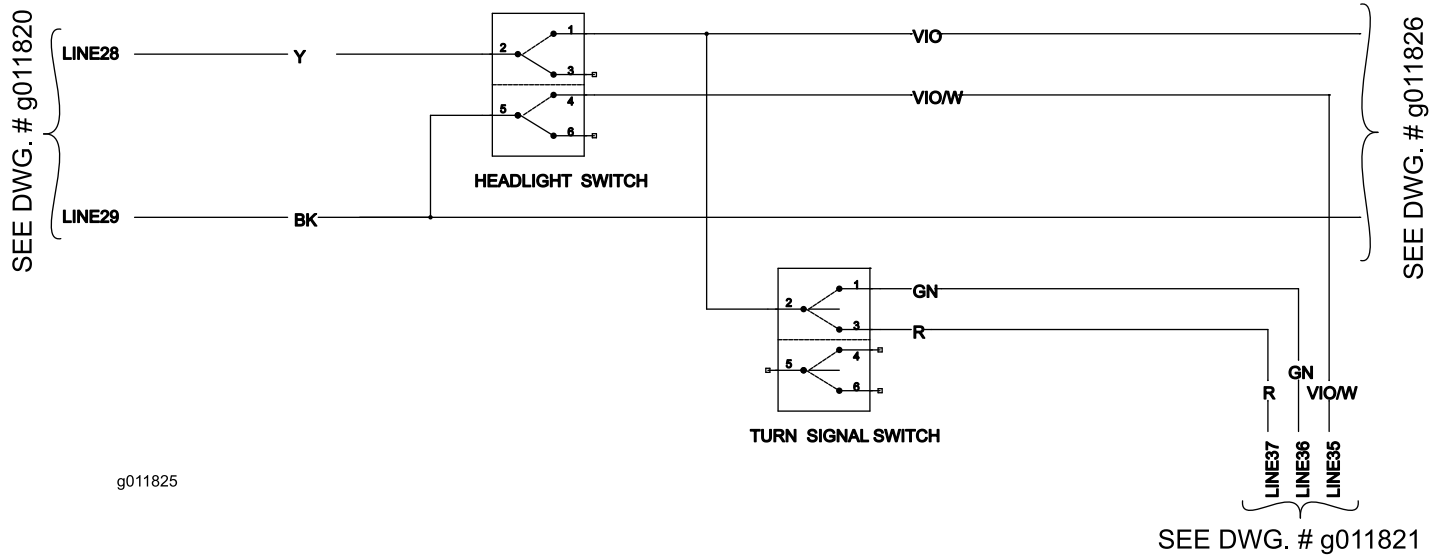 SEE DWG. # g011820
LINE28
Y
2
1
3
5
4
6
HEADLIGHT SWITCH
VIO
VIO/W
SEE DWG. # g011826
LINE29
BK
2
1
3
5
4
6
TURN SIGNAL SWITCH
GN
R
R
GN
VIO/W
LINE37
LINE36
LINE35
g011825
SEE DWG. # g011821